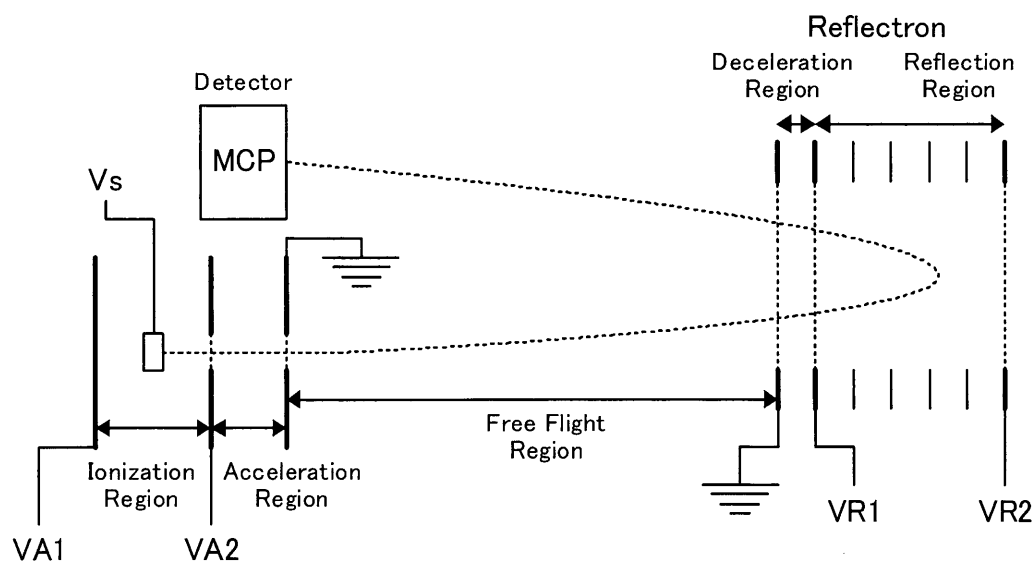 Reflectron
Deceleration
Region
Reflection
Region
Detector
MCP
Vs
Free Flight
Region
Ionization
Region
Acceleration
Region
VA1
VA2
VR1
VR2